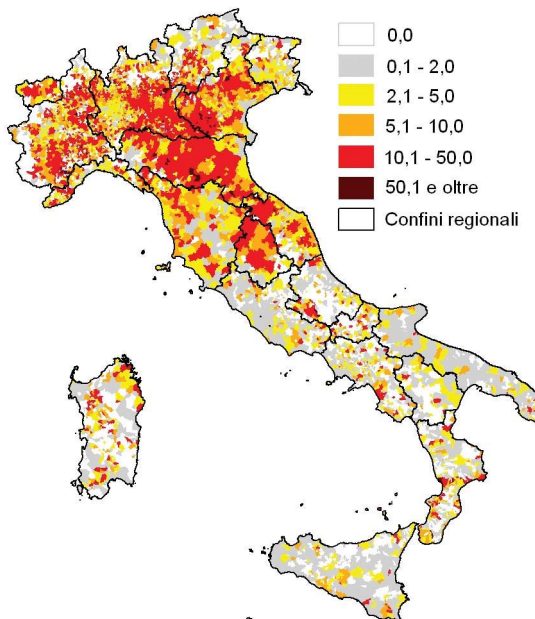 0,0
0,1 - 2,0
2,1 - 5,0
5,1 - 10,0
10,1 - 50,0
50,1 e oltre
Confini regionali